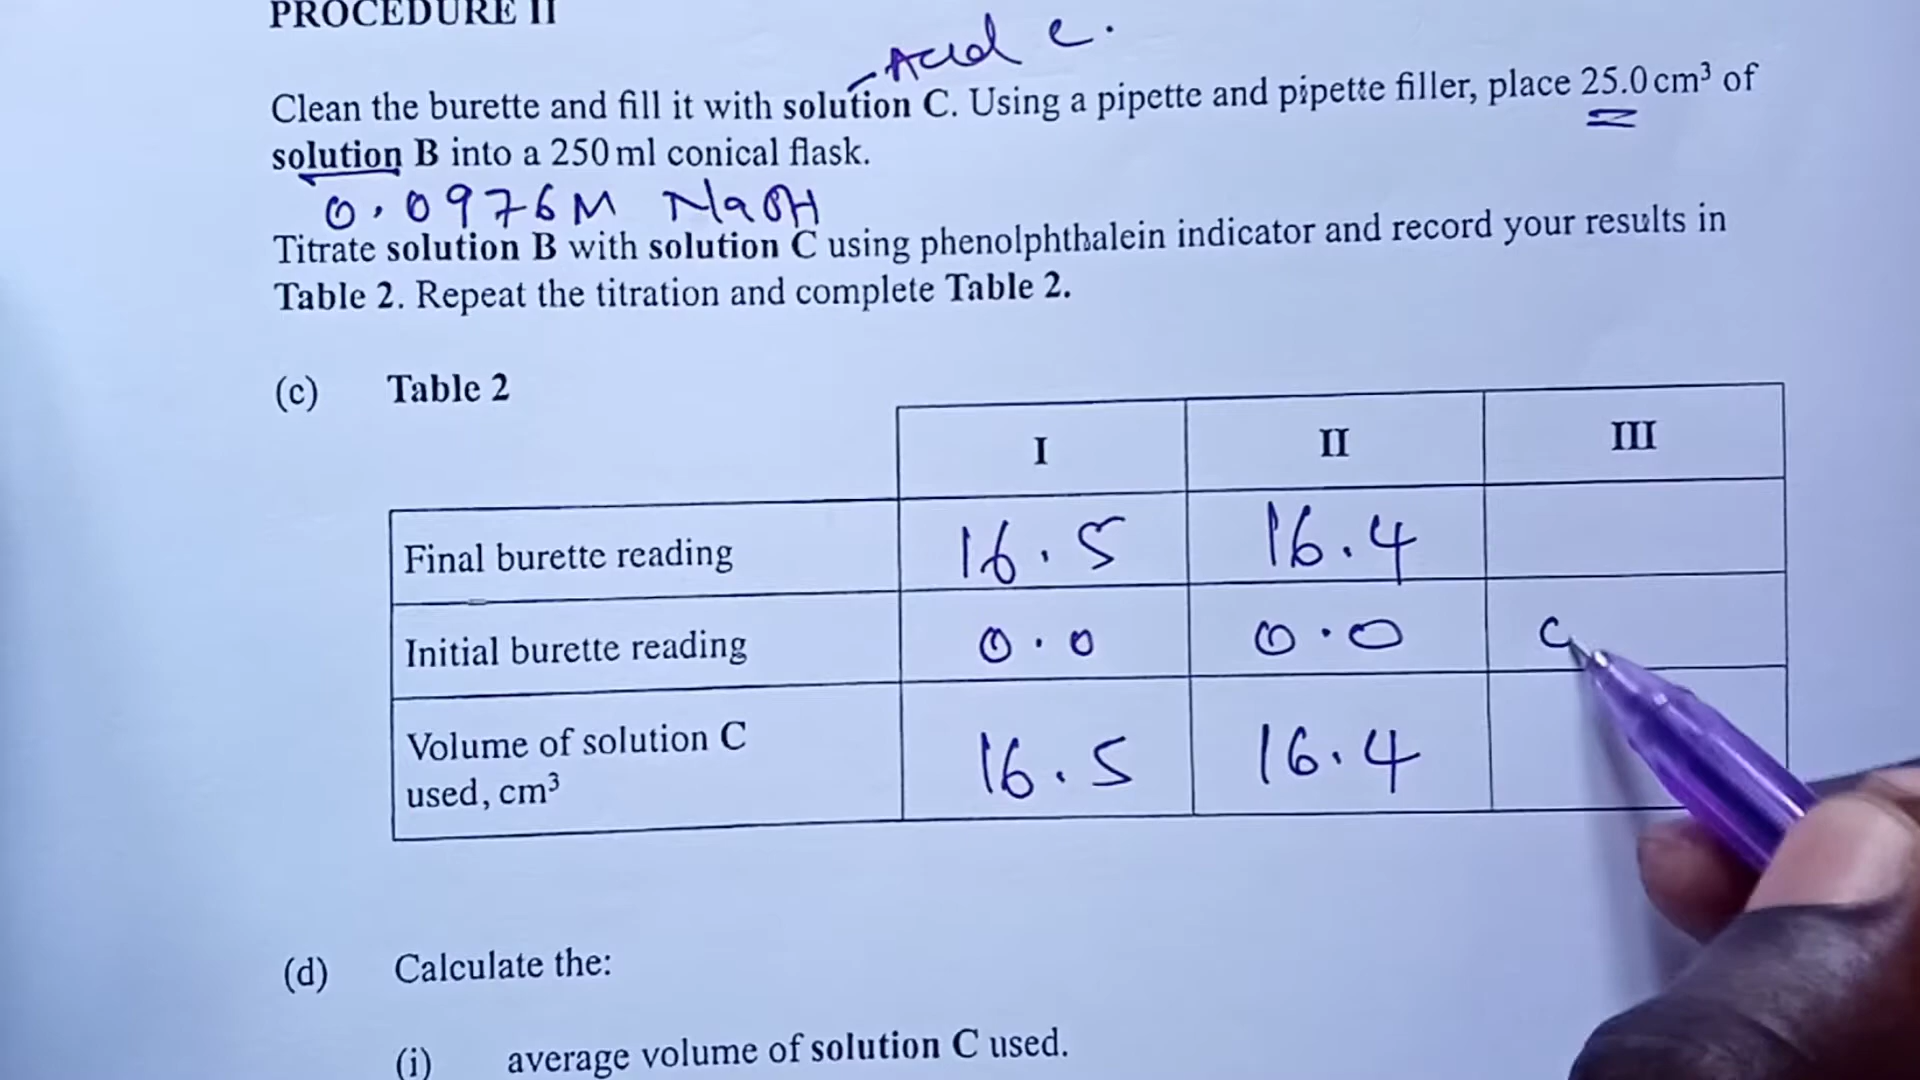 PROCEDURE II
Acid C.
Clean the burette and fill it with solution C. Using a pipette and pipette filler, place 25.0 cm³ of
solution B into a 250 ml conical flask.
0.0976M NaOH
Titrate solution B with solution C using phenolphthalein indicator and record your results in
Table 2. Repeat the titration and complete Table 2.
(c) Table 2
I II III
Final burette reading 16.5 16.4
Initial burette reading 0.0 0.0
Volume of solution C 16.5 16.4
used, cm³
(d) Calculate the:
(i) average volume of solution C used.